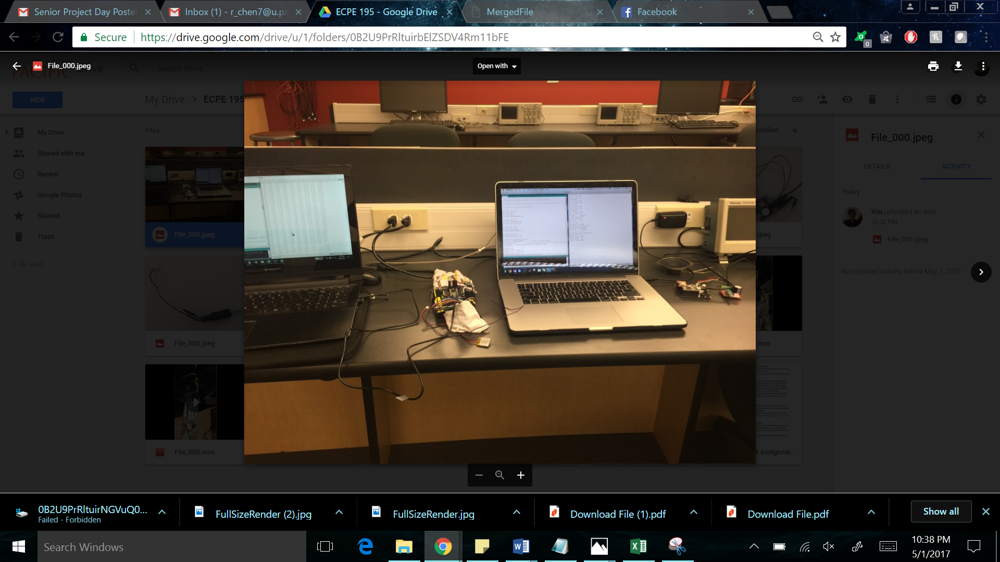 Senior Project Day Poste
Inbox (1) - r_chen7@u.pa
ECPE 195 - Google Drive
MergedFile
Facebook
Secure
https://drive.google.com/drive/u/1/folders/0B2U9PrRltuirbElZSDV4Rm11bFE
0
File_000.jpeg
PACIFIC
Search Drive
Open with
NEW
My Drive > ECPE 195
My Drive
Shared with me
Recent
Google Photos
Starred
Trash
2 GB used
Files
File_000.jpeg
File_000.jpeg
File_000.mov
odified
.jpeg
.mov
5 Assignme...
File_000.jpeg
DETAILS
ACTIVITY
Today
You uploaded an item
10:32 PM
File_000.jpeg
No recorded activity before May 1, 2017
0B2U9PrRltuirNGVuQ0...
Failed - Forbidden
FullSizeRender (2).jpg
FullSizeRender.jpg
Download File (1).pdf
Download File.pdf
Show all
Search Windows
10:38 PM
5/1/2017